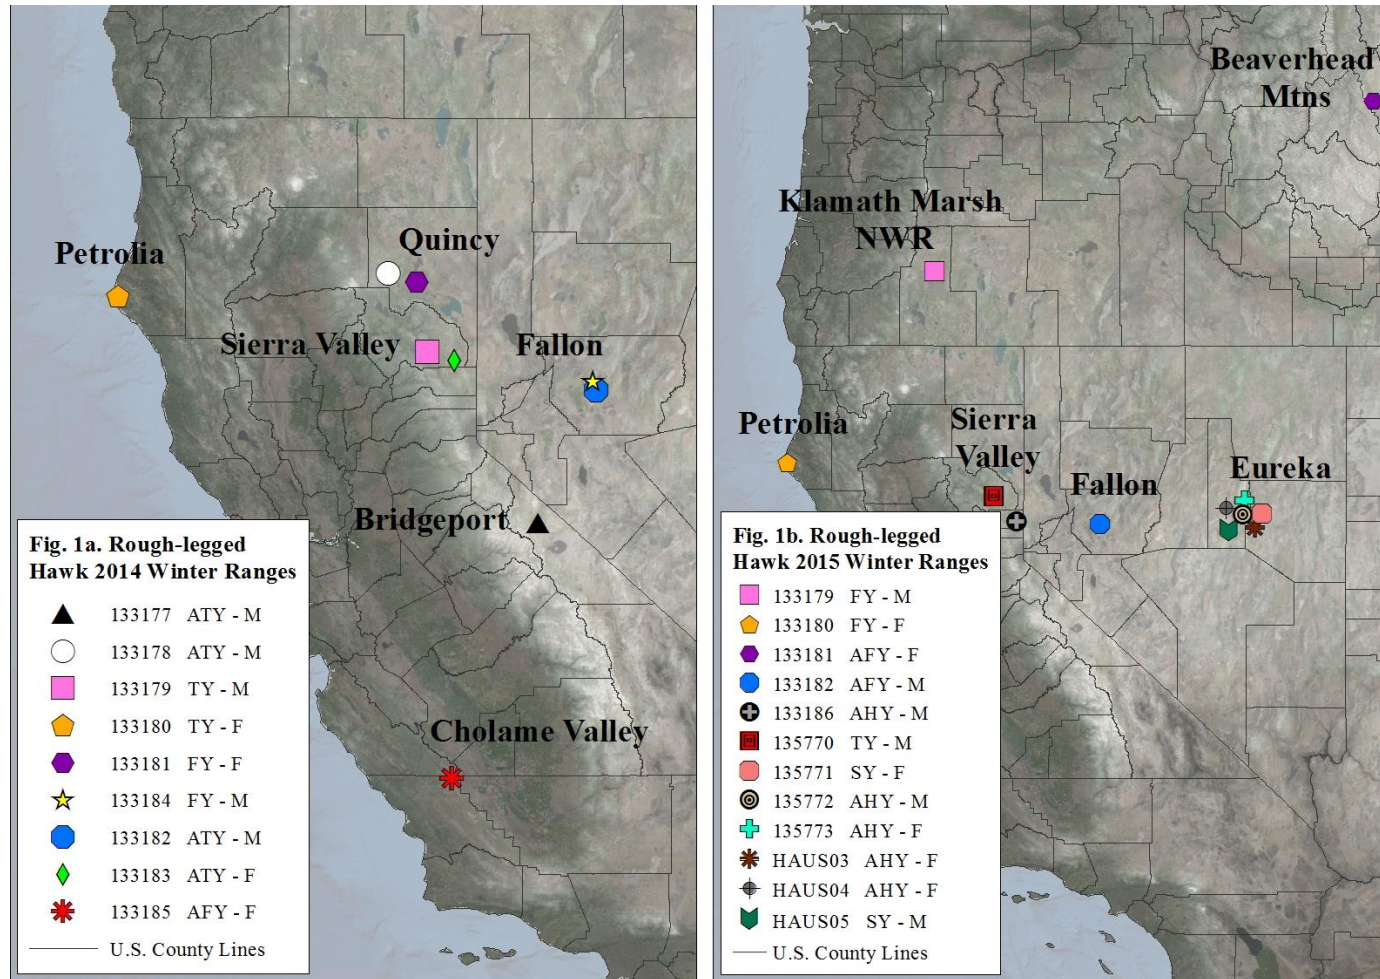 Quincy
Petrolia
Sierra Valley
Fallon
Bridgeport
Cholame Valley
Fig. 1a. Rough-legged
Hawk 2014 Winter Ranges
133177 ATY - M
133178 ATY - M
133179 TY - M
133180 TY - F
133181 FY - F
133184 FY - M
133182 ATY - M
133183 ATY - F
133185 AFY - F
U.S. County Lines
Beaverhead
Mtns
Klamath Marsh
NWR
Petrolia
Sierra
Valley
Fallon
Eureka
Fig. 1b. Rough-legged
Hawk 2015 Winter Ranges
133179 FY - M
133180 FY - F
133181 AFY - F
133182 AFY - M
133186 AHY - M
135770 TY - M
135771 SY - F
135772 AHY - M
135773 AHY - F
HAUS03 AHY - F
HAUS04 AHY - F
HAUS05 SY - M
U.S. County Lines